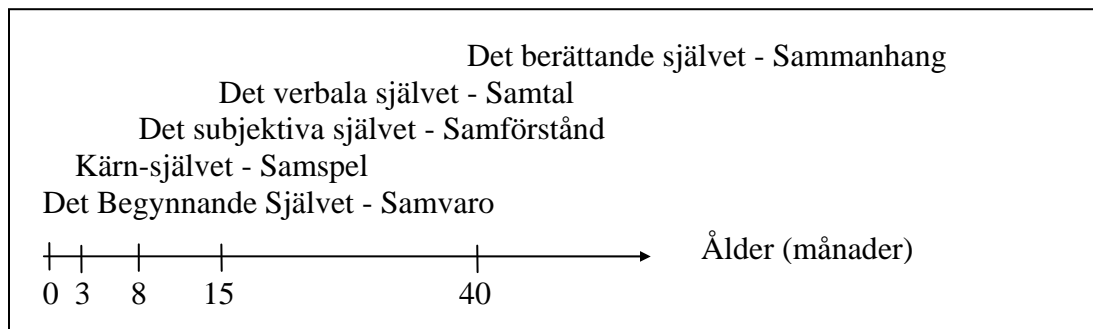 Det berättande självet - Sammanhang
Det verbala självet - Samtal
Det subjektiva självet - Samförstånd
Kärn-självet - Samspel
Det Begynnande Självet - Samvaro
Ålder (månader)
0 3 8 15 40